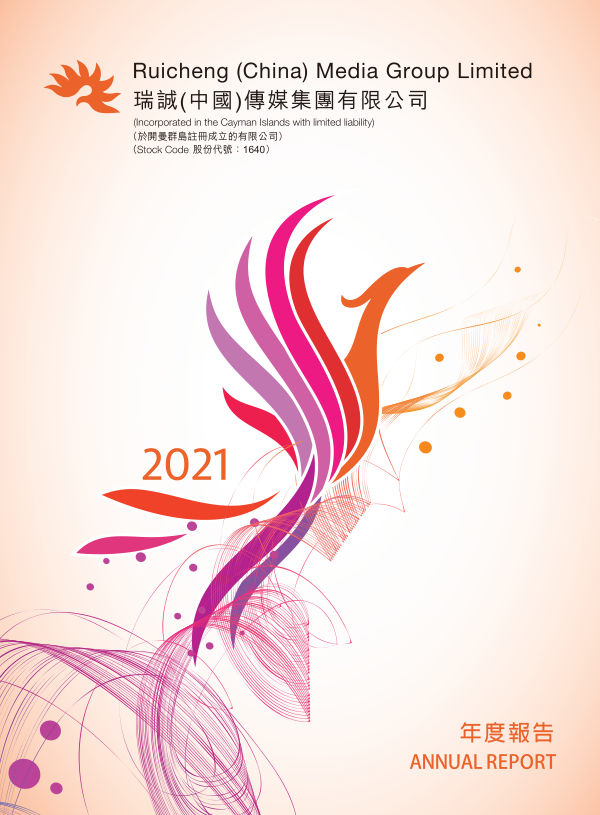 Ruicheng (China) Media Group Limited
瑞誠(中國)傳媒集團有限公司
(Incorporated in the Cayman Islands with limited liability)
(於開曼群島註冊成立的有限公司)
(Stock Code 股份代號：1640)
2021
年度報告
ANNUAL REPORT